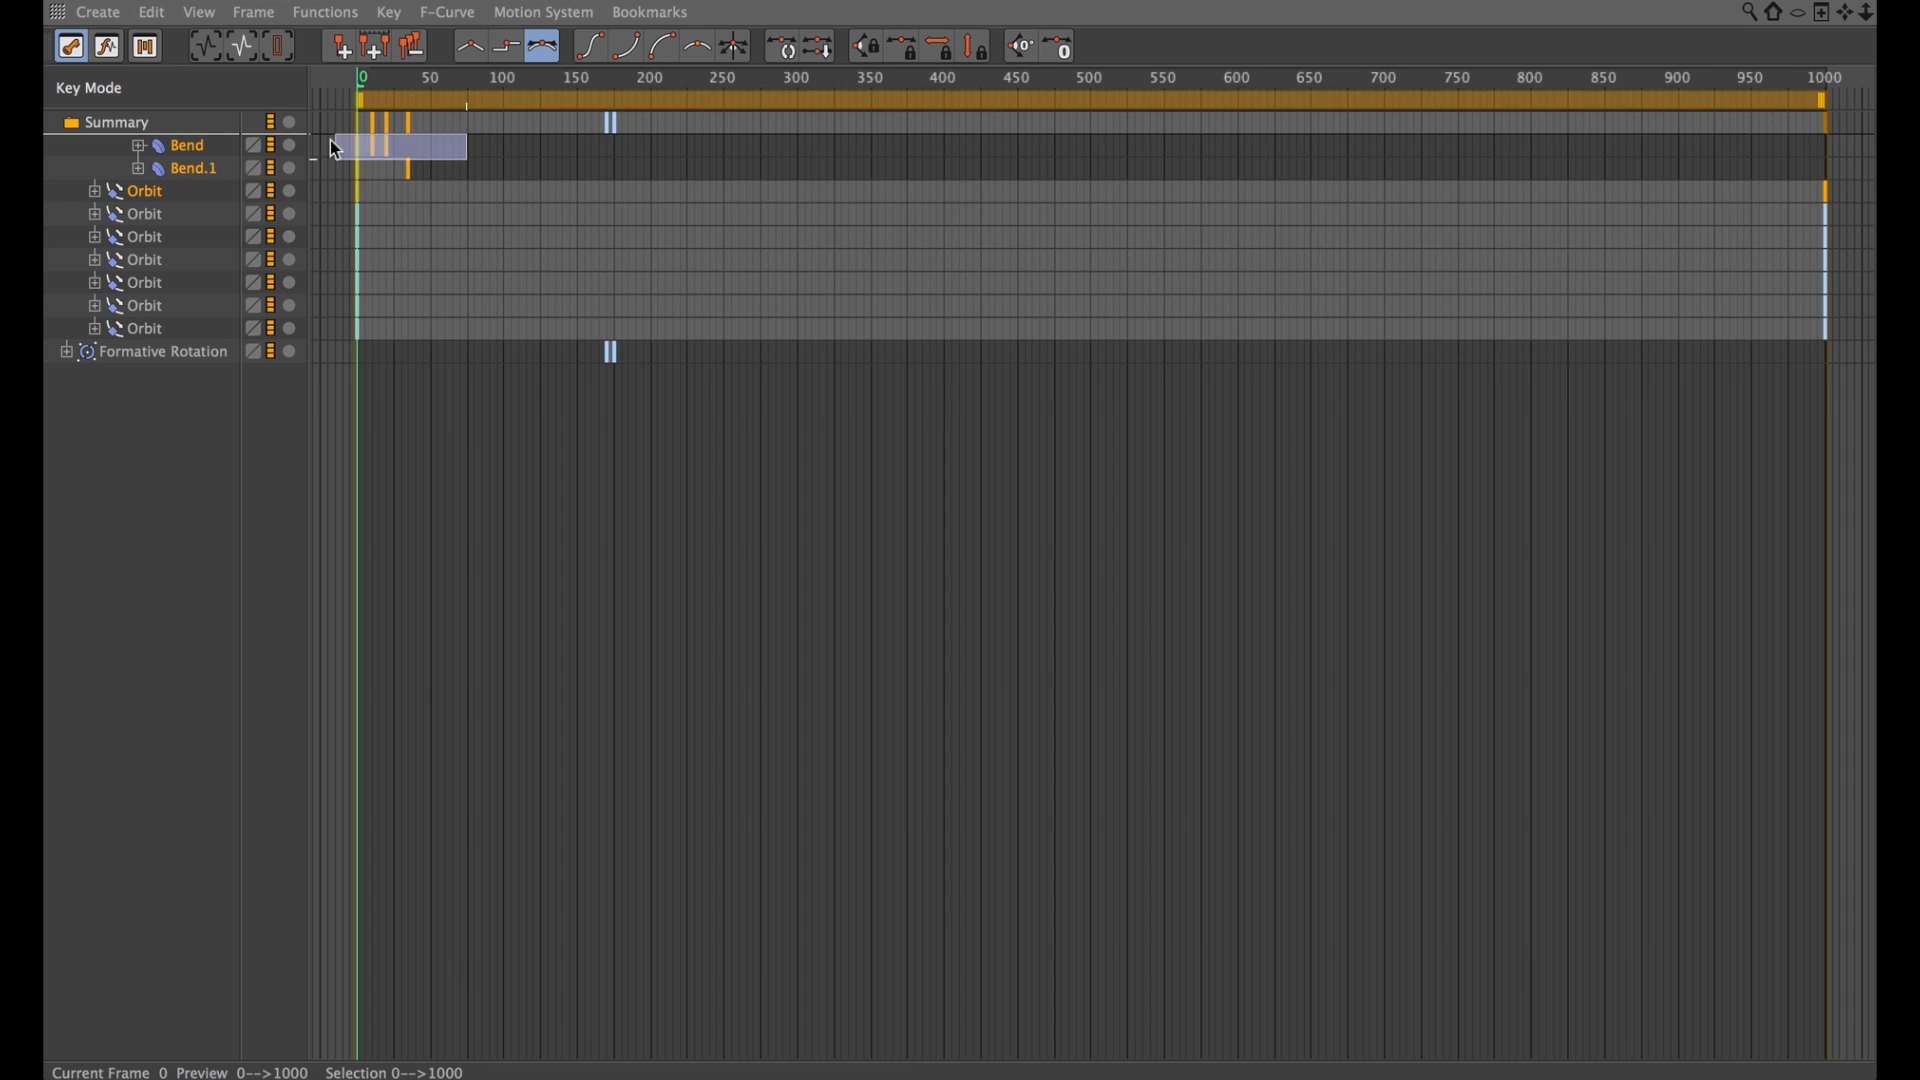 Create Edit View Frame Functions Key F-Curve Motion System Bookmarks
Key Mode
0 50 100 150 200 250 300 350 400 450 500 550 600 650 700 750 800 850 900 950 1000
Summary
Bend
Bend.1
Orbit
Orbit
Orbit
Orbit
Orbit
Orbit
Orbit
Formative Rotation
Current Frame 0 Preview 0-->1000 Selection 0-->1000